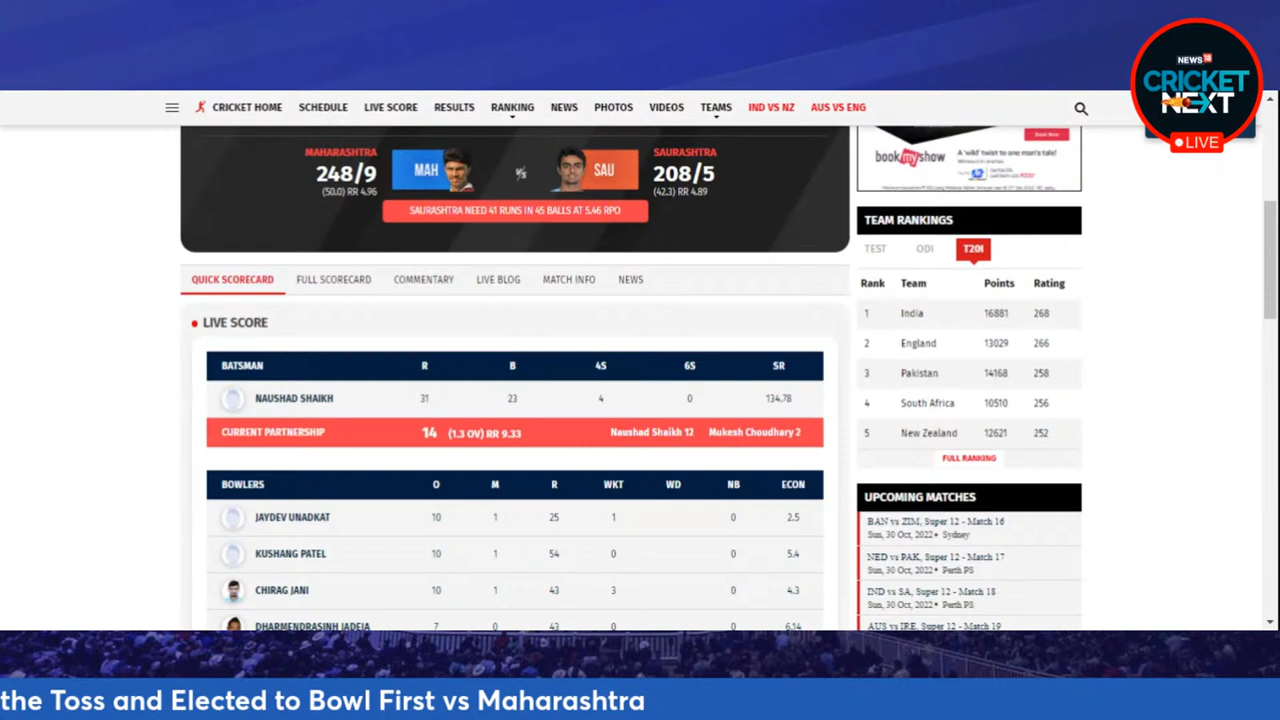 NEWS18
CRICKET
NEXT
LIVE
CRICKET HOME SCHEDULE LIVE SCORE RESULTS RANKING NEWS PHOTOS VIDEOS TEAMS IND VS NZ AUS VS ENG
MAHARASHTRA SAURASHTRA
248/9 MAH V/S SAU 208/5
(50.0) RR 4.96 (42.3) RR 4.89
SAURASHTRA NEED 41 RUNS IN 45 BALLS AT 5.46 RPO
Book Now
bookmyshow A 'wild' twist to one man's tale!
TEAM RANKINGS
TEST ODI T20I
Rank Team Points Rating
1 India 16881 268
2 England 13029 266
3 Pakistan 14168 258
4 South Africa 10510 256
5 New Zealand 12621 252
FULL RANKING
QUICK SCORECARD FULL SCORECARD COMMENTARY LIVE BLOG MATCH INFO NEWS
LIVE SCORE
BATSMAN R B 4S 6S SR
NAUSHAD SHAIKH 31 23 4 0 134.78
CURRENT PARTNERSHIP 14 (1.3 OV) RR 9.33 Naushad Shaikh 12 Mukesh Choudhary 2
BOWLERS O M R WKT WD NB ECON
JAYDEV UNADKAT 10 1 25 1 0 2.5
KUSHANG PATEL 10 1 54 0 0 5.4
CHIRAG JANI 10 1 43 3 0 4.3
DHARMENDRASINH JADEJA 7 0 43 0 0 6.14
UPCOMING MATCHES
BAN vs ZIM, Super 12 - Match 16
Sun, 30 Oct, 2022• Sydney
NED vs PAK, Super 12 - Match 17
Sun, 30 Oct, 2022• Perth PS
IND vs SA, Super 12 - Match 18
Sun, 30 Oct, 2022• Perth PS
AUS vs IRE, Super 12 - Match 19
the Toss and Elected to Bowl First vs Maharashtra